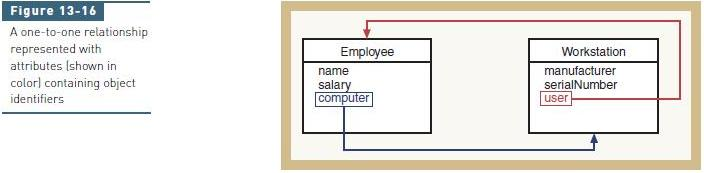 Figure 13-16
A one-to-one relationship
represented with
attributes (shown in
color) containing object
identifiers
Employee
name
salary
computer
Workstation
manufacturer
serialNumber
user